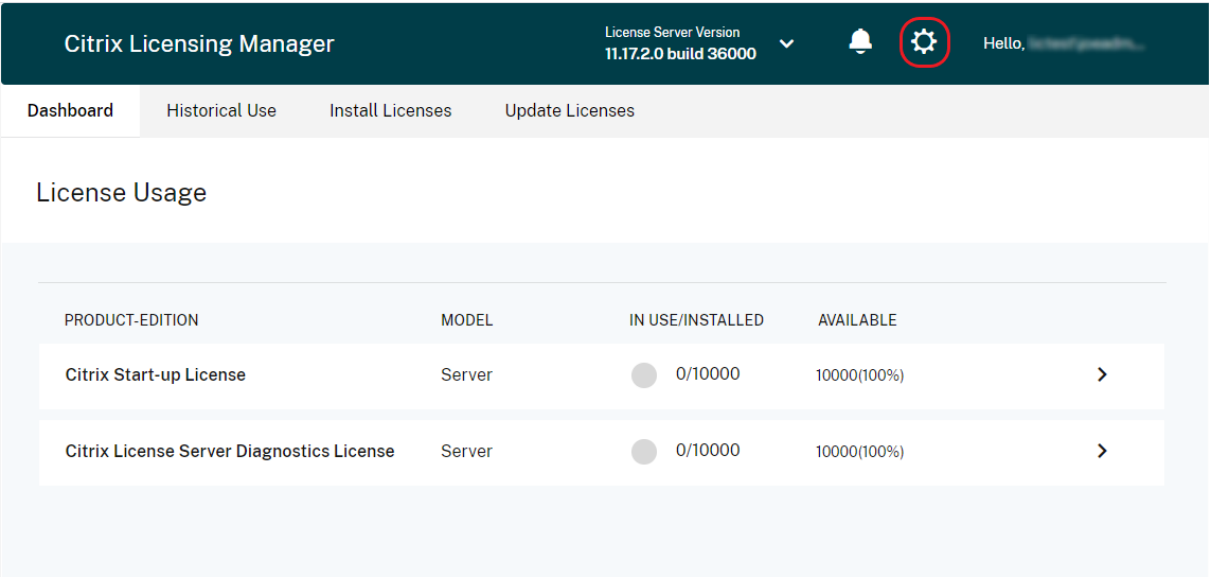 Citrix Licensing Manager
License Server Version
11.17.2.0 build 36000
Hello,
Dashboard Historical Use Install Licenses Update Licenses
License Usage
PRODUCT-EDITION MODEL IN USE/INSTALLED AVAILABLE
Citrix Start-up License Server 0/10000 10000(100%)
Citrix License Server Diagnostics License Server 0/10000 10000(100%)